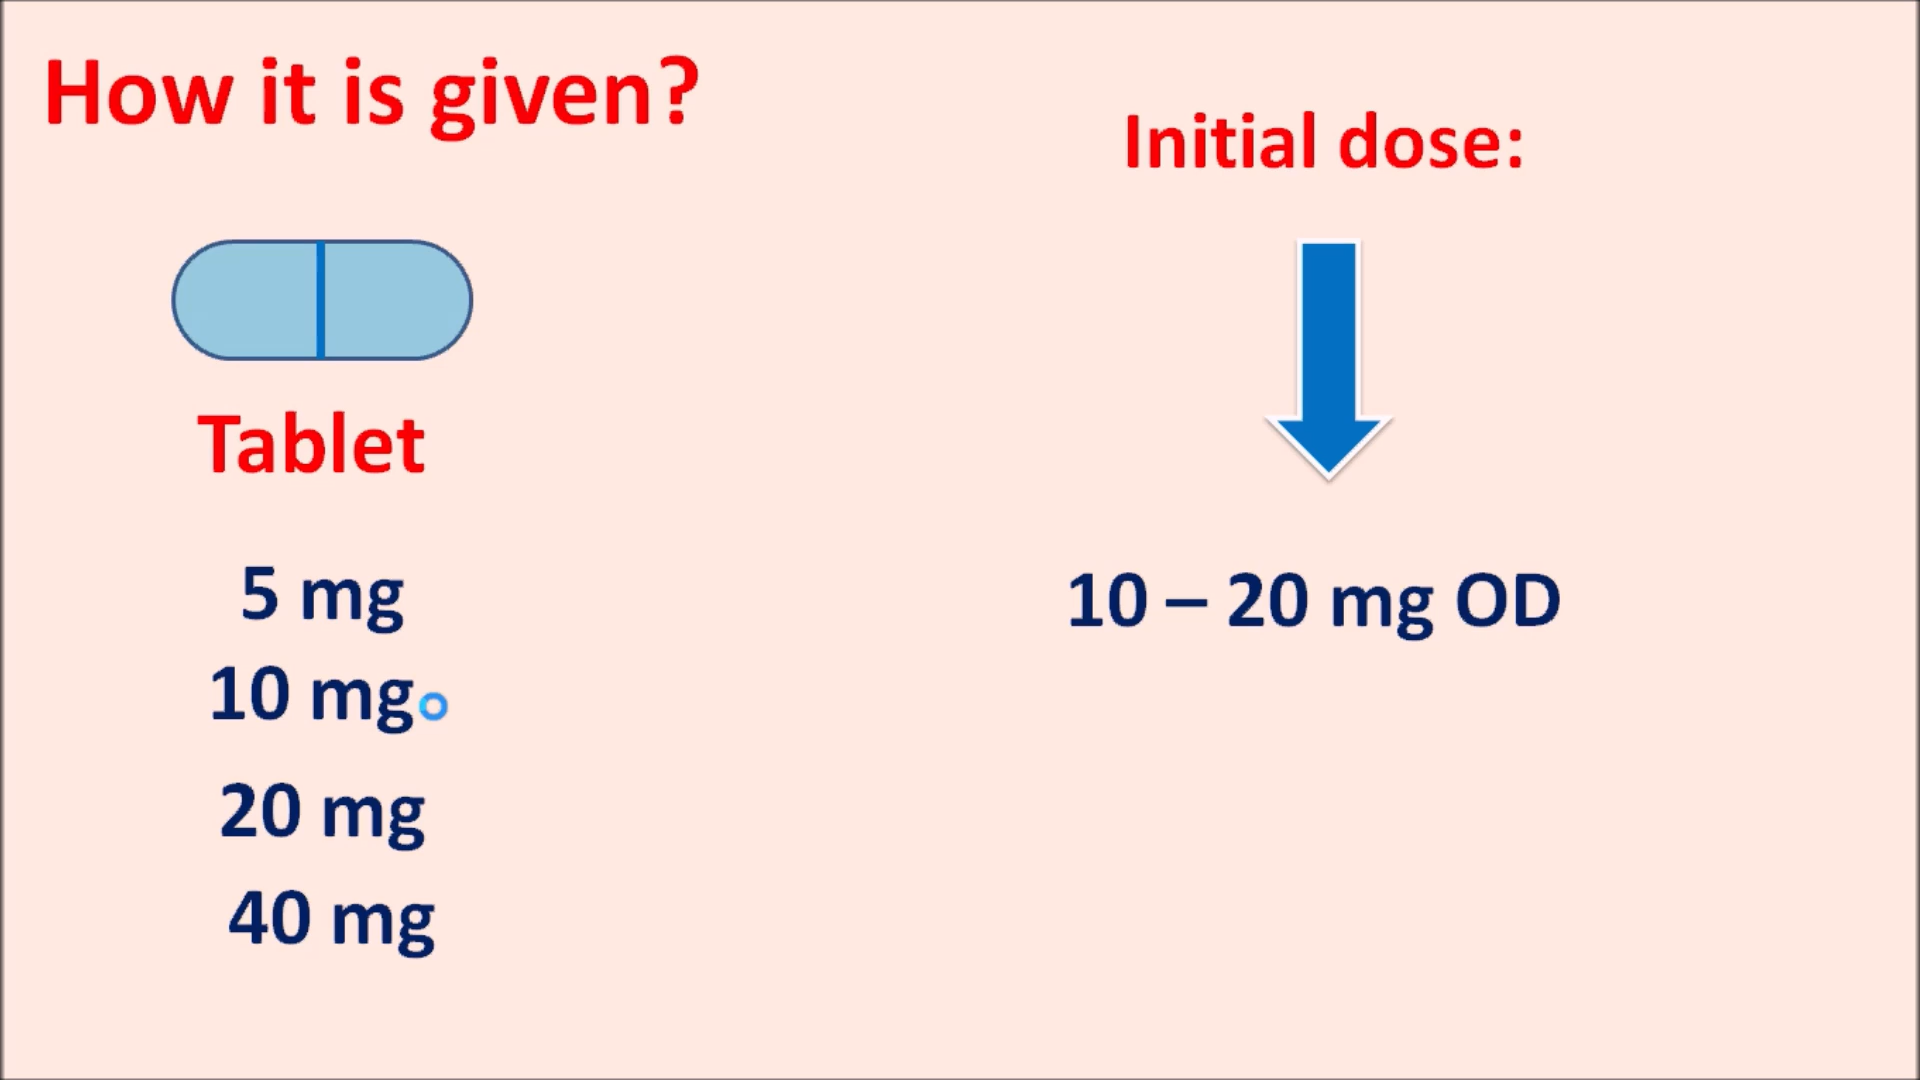 How it is given?
Initial dose:
Tablet
5 mg
10 mg
20 mg
40 mg
10 – 20 mg OD